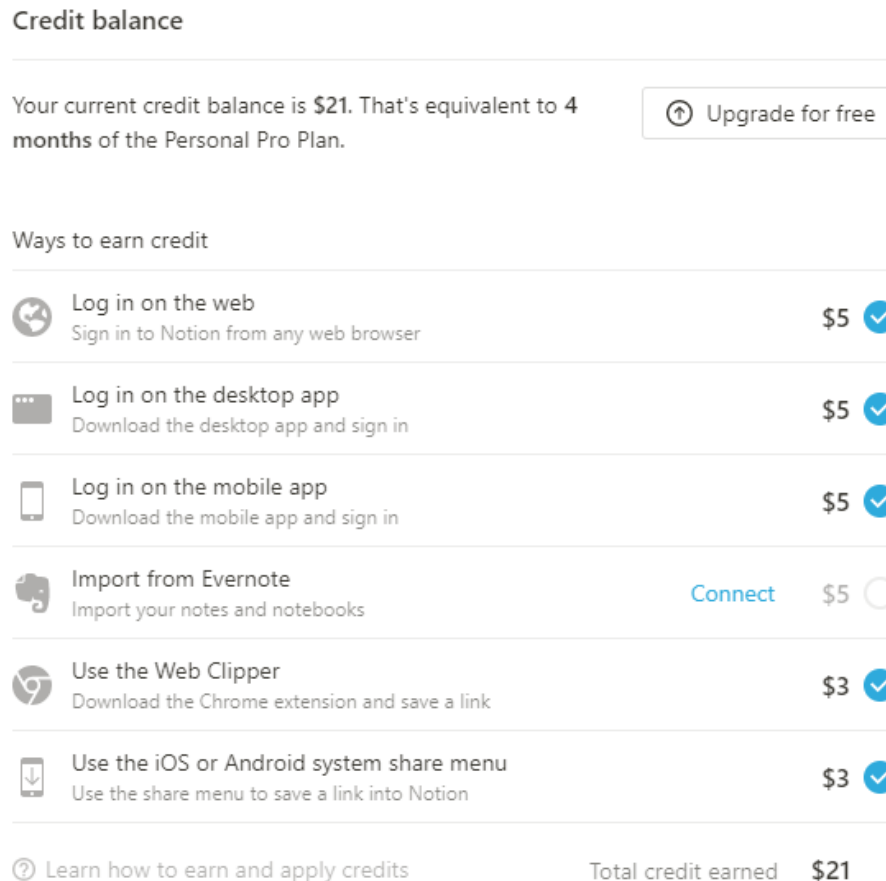 Credit balance
Your current credit balance is $21. That's equivalent to 4
months of the Personal Pro Plan.
Upgrade for free
Ways to earn credit
Log in on the web
Sign in to Notion from any web browser
$5
Log in on the desktop app
Download the desktop app and sign in
$5
Log in on the mobile app
Download the mobile app and sign in
$5
Import from Evernote
Import your notes and notebooks
Connect $5
Use the Web Clipper
Download the Chrome extension and save a link
$3
Use the iOS or Android system share menu
Use the share menu to save a link into Notion
$3
Learn how to earn and apply credits
Total credit earned $21